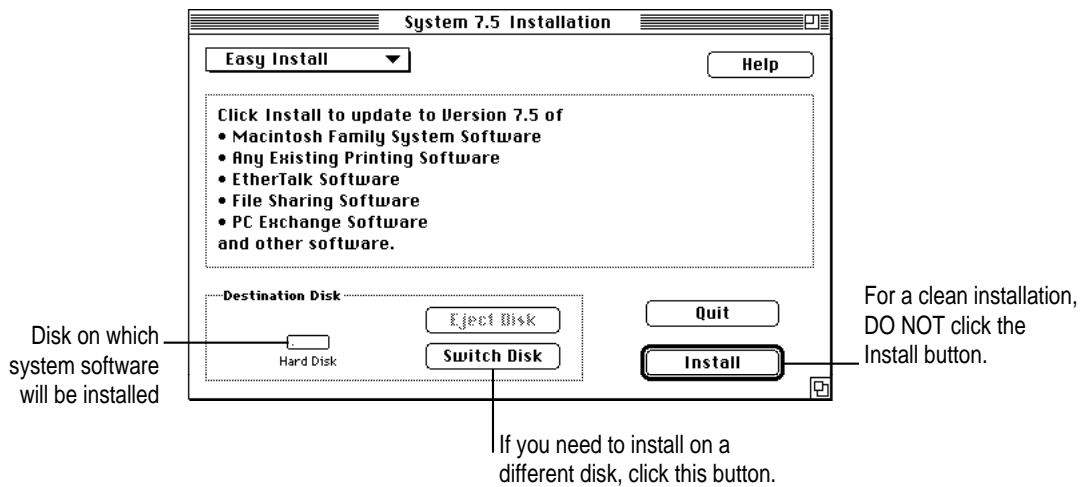 System 7.5 Installation
Easy Install
Help
Click Install to update to Version 7.5 of
• Macintosh Family System Software
• Any Existing Printing Software
• EtherTalk Software
• File Sharing Software
• PC Exchange Software
and other software.
Destination Disk
Hard Disk
Eject Disk
Switch Disk
Quit
Install
Disk on which
system software
will be installed
For a clean installation,
DO NOT click the
Install button.
If you need to install on a
different disk, click this button.